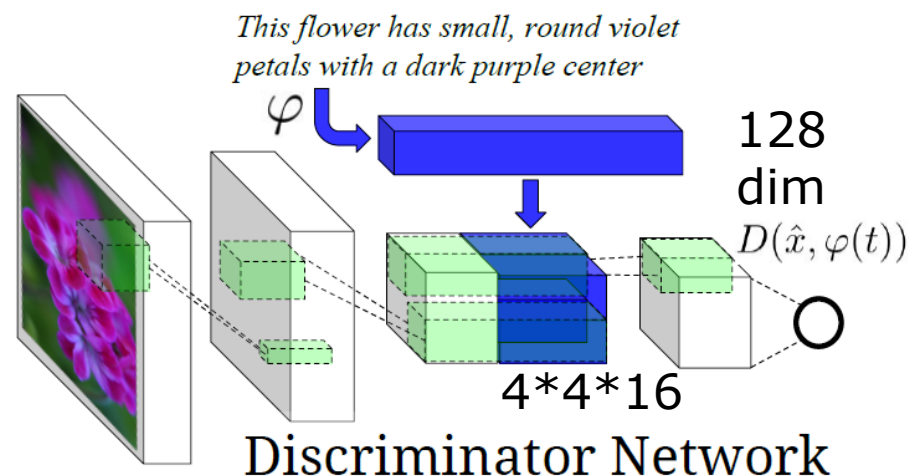 This flower has small, round violet
petals with a dark purple center
φ
128
dim
D(x̂, φ(t))
4*4*16
Discriminator Network